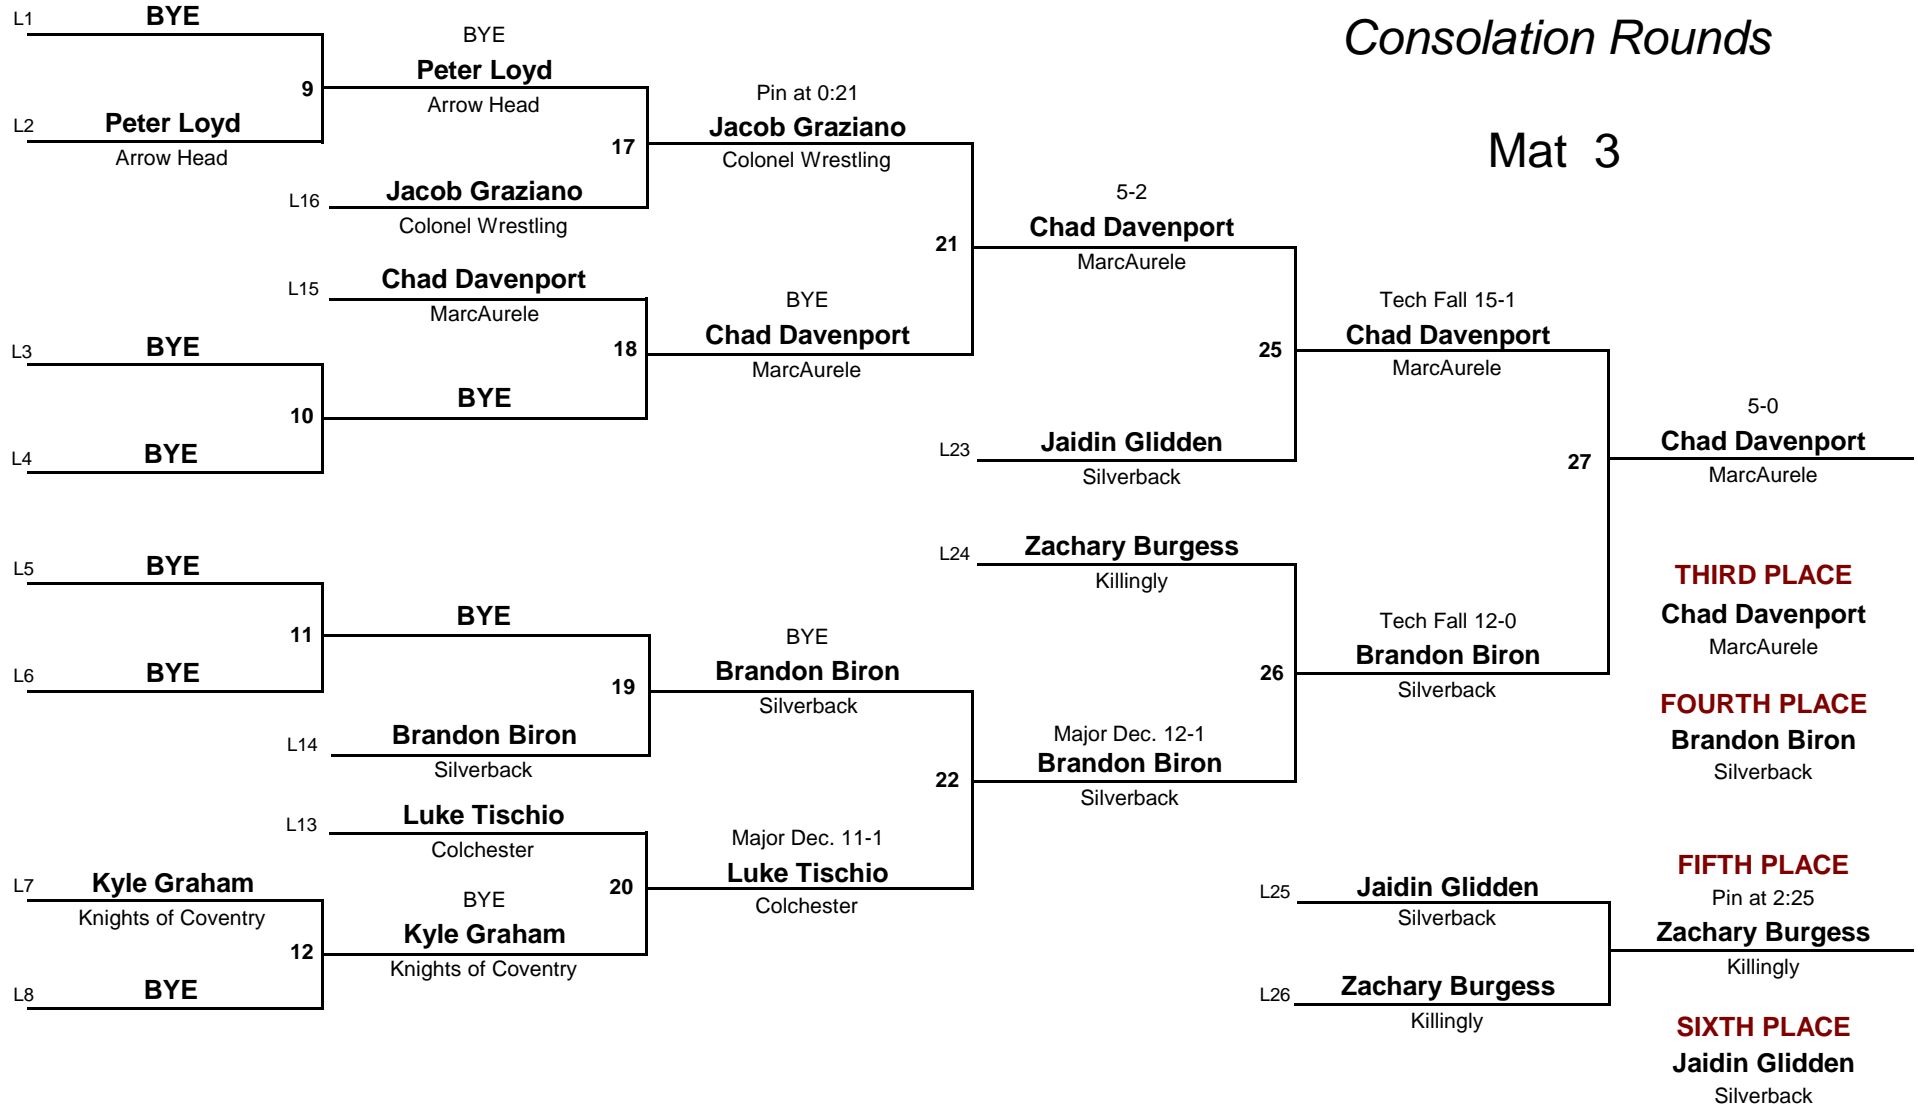 Consolation Rounds
Mat 3
L1
BYE
9
L2
Peter Loyd
Arrow Head
BYE
Peter Loyd
Arrow Head
17
L16
Jacob Graziano
Colonel Wrestling
Pin at 0:21
Jacob Graziano
Colonel Wrestling
21
L15
Chad Davenport
MarcAurele
18
L3
BYE
10
L4
BYE
BYE
BYE
Chad Davenport
MarcAurele
5-2
Chad Davenport
MarcAurele
25
L23
Jaidin Glidden
Silverback
Tech Fall 15-1
Chad Davenport
MarcAurele
27
5-0
Chad Davenport
MarcAurele
L5
BYE
11
L6
BYE
BYE
19
L14
Brandon Biron
Silverback
BYE
Brandon Biron
Silverback
22
L13
Luke Tischio
Colchester
20
L7
Kyle Graham
Knights of Coventry
12
L8
BYE
BYE
Kyle Graham
Knights of Coventry
Major Dec. 11-1
Luke Tischio
Colchester
L24
Zachary Burgess
Killingly
26
Major Dec. 12-1
Brandon Biron
Silverback
Tech Fall 12-0
Brandon Biron
Silverback
THIRD PLACE
Chad Davenport
MarcAurele
FOURTH PLACE
Brandon Biron
Silverback
L25
Jaidin Glidden
Silverback
L26
Zachary Burgess
Killingly
FIFTH PLACE
Pin at 2:25
Zachary Burgess
Killingly
SIXTH PLACE
Jaidin Glidden
Silverback